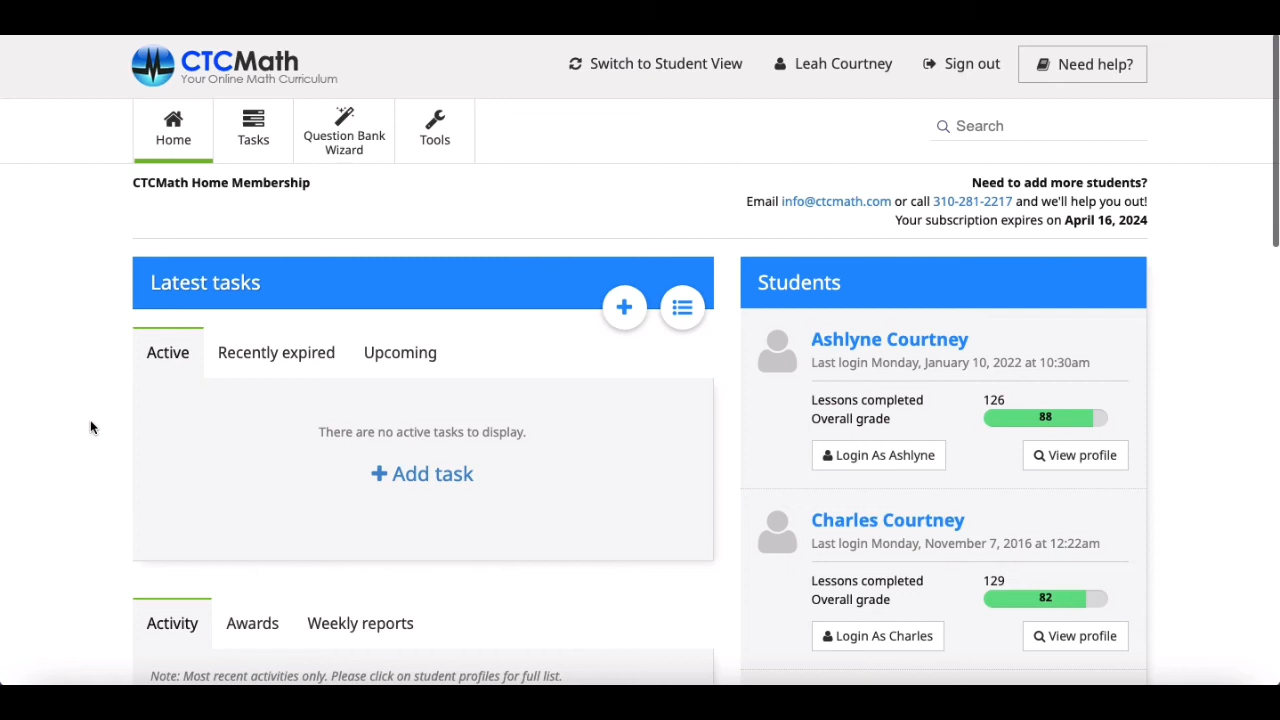 CTCMath
Your Online Math Curriculum
Switch to Student View
Leah Courtney
Sign out
Need help?
Home
Tasks
Question Bank
Wizard
Tools
Search
CTCMath Home Membership
Need to add more students?
Email info@ctcmath.com or call 310-281-2217 and we'll help you out!
Your subscription expires on April 16, 2024
Latest tasks
Active
Recently expired
Upcoming
There are no active tasks to display.
Add task
Activity
Awards
Weekly reports
Note: Most recent activities only. Please click on student profiles for full list.
Students
Ashlyne Courtney
Last login Monday, January 10, 2022 at 10:30am
Lessons completed 126
Overall grade 88
Login As Ashlyne
View profile
Charles Courtney
Last login Monday, November 7, 2016 at 12:22am
Lessons completed 129
Overall grade 82
Login As Charles
View profile